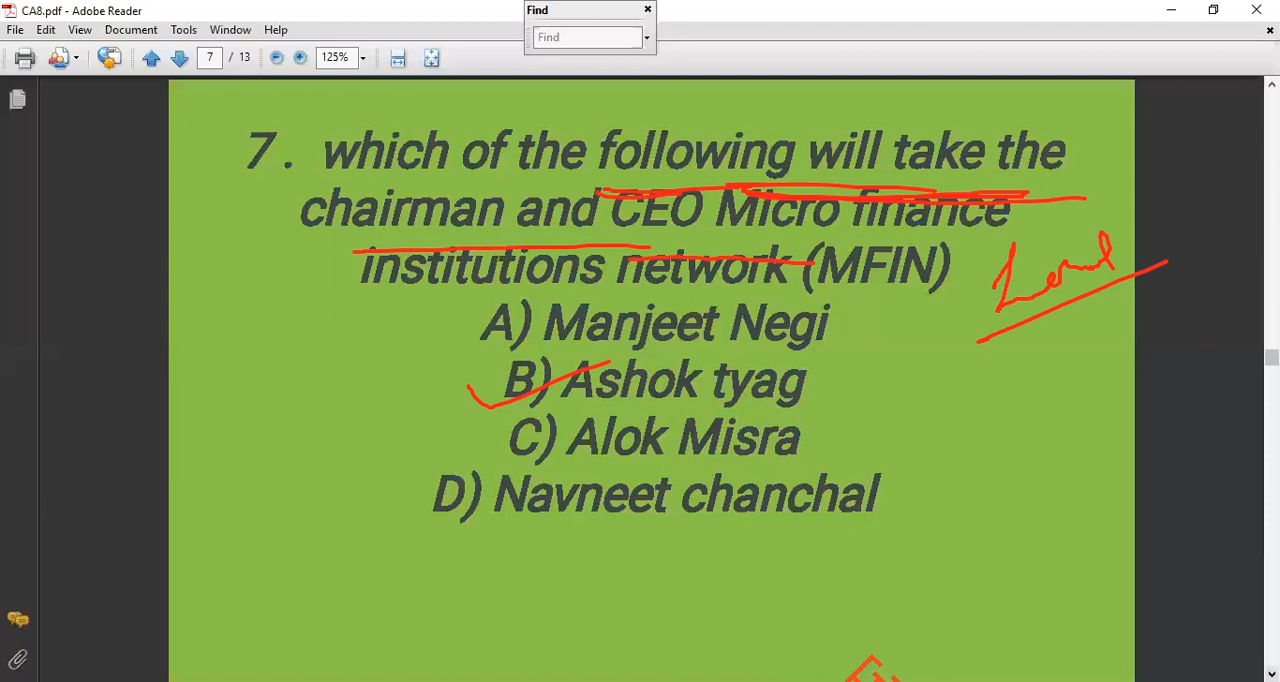 CA8.pdf - Adobe Reader
File Edit View Document Tools Window Help
Find
Find
7 / 13 125%
7 . which of the following will take the
chairman and CEO Micro finance
institutions network (MFIN)
A) Manjeet Negi
B) Ashok tyag
C) Alok Misra
D) Navneet chanchal